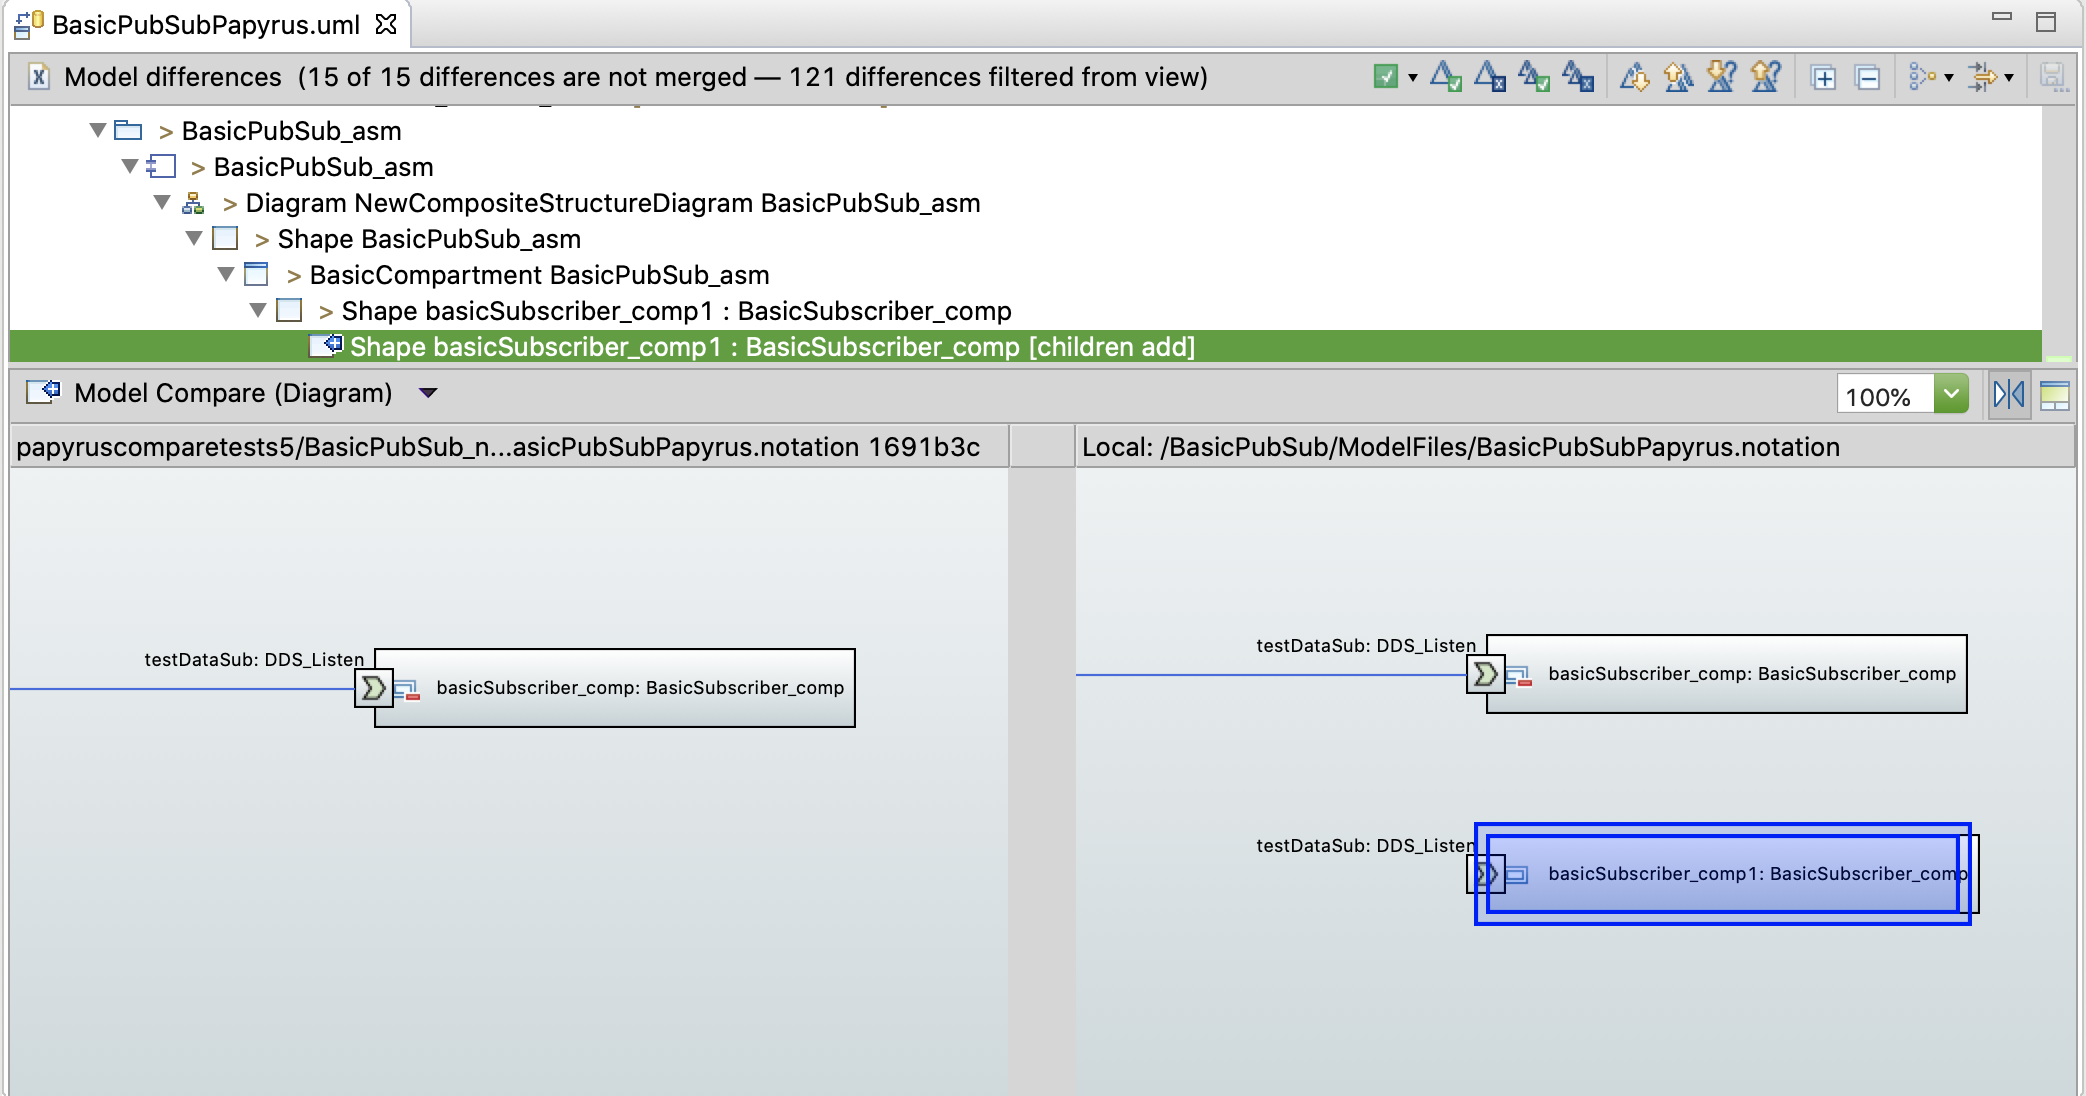 BasicPubSubPapyrus.uml
Model differences (15 of 15 differences are not merged — 121 differences filtered from view)
> BasicPubSub_asm
> BasicPubSub_asm
> Diagram NewCompositeStructureDiagram BasicPubSub_asm
> Shape BasicPubSub_asm
> BasicCompartment BasicPubSub_asm
> Shape basicSubscriber_comp1 : BasicSubscriber_comp
Shape basicSubscriber_comp1 : BasicSubscriber_comp [children add]
Model Compare (Diagram)
100%
papyruscomparetests5/BasicPubSub_n...asicPubSubPapyrus.notation 1691b3c
Local: /BasicPubSub/ModelFiles/BasicPubSubPapyrus.notation
testDataSub: DDS_Listen
basicSubscriber_comp: BasicSubscriber_comp
testDataSub: DDS_Listen
basicSubscriber_comp: BasicSubscriber_comp
testDataSub: DDS_Listen
basicSubscriber_comp1: BasicSubscriber_comp